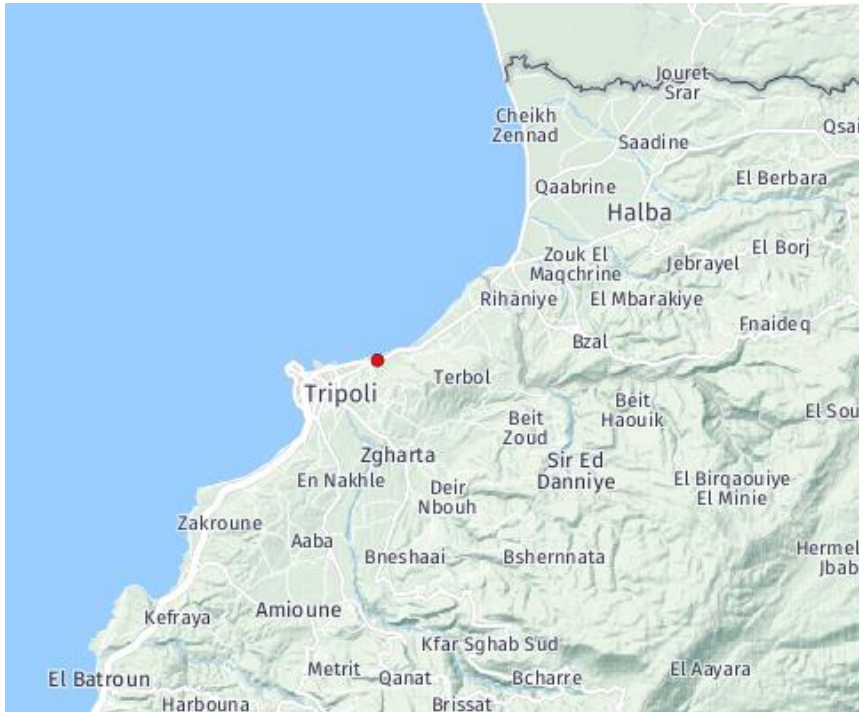 Jouret
Srar
Cheikh
Zennad
Saadine
Qsai
Qaabrine
El Berbara
Halba
Zouk El
Maqchrine
Jebrayel
El Borj
Rihaniye
El Mbarakiye
Bzal
Fnaideq
Terbol
Tripoli
Beit
Zoud
Beit
Haouik
El Sou
Zgharta
En Nakhle
Deir
Nbouh
Sir Ed
Danniye
El Birqaouiye
El Minie
Zakroune
Aaba
Bneshaai
Bshernnata
Hermel
Jbab
Kefraya
Amioune
Kfar Sghab Sud
El Batroun
Metrit
Qanat
Bcharre
El Aayara
Harbouna
Brissat